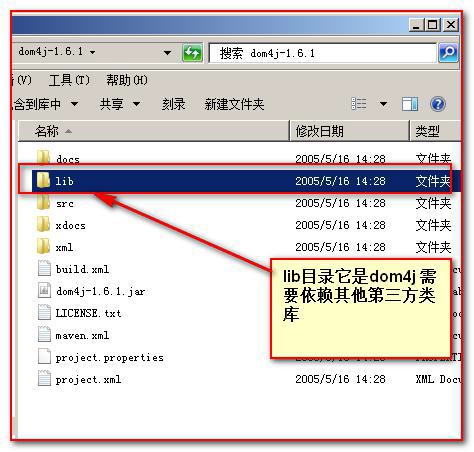 dom4j-1.6.1
搜索 dom4j-1.6.1
(V) 工具(T) 帮助(H)
含到库中 共享 刻录 新建文件夹
名称 修改日期 类型
docs 2005/5/16 14:28 文件夹
lib 2005/5/16 14:28 文件夹
src 2005/5/16 14:28 文件夹
xdocs 2005/5/16 14:28 文件夹
xml 2005/5/16 14:28 文件夹
build.xml
dom4j-1.6.1.jar
LICENSE.txt
maven.xml
project.properties
project.xml 2005/5/16 14:28 XML Docu
lib目录它是dom4j 需
要依赖其他第三方类
库